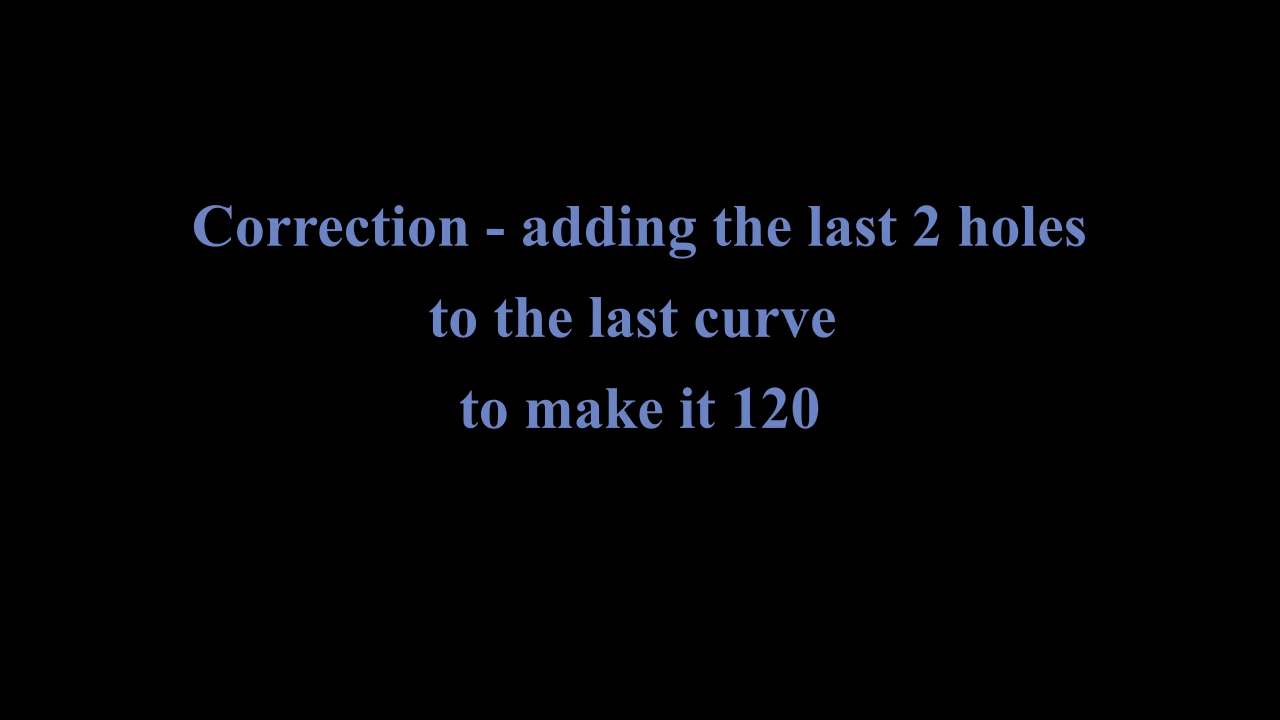 Correction - adding the last 2 holes
to the last curve
to make it 120